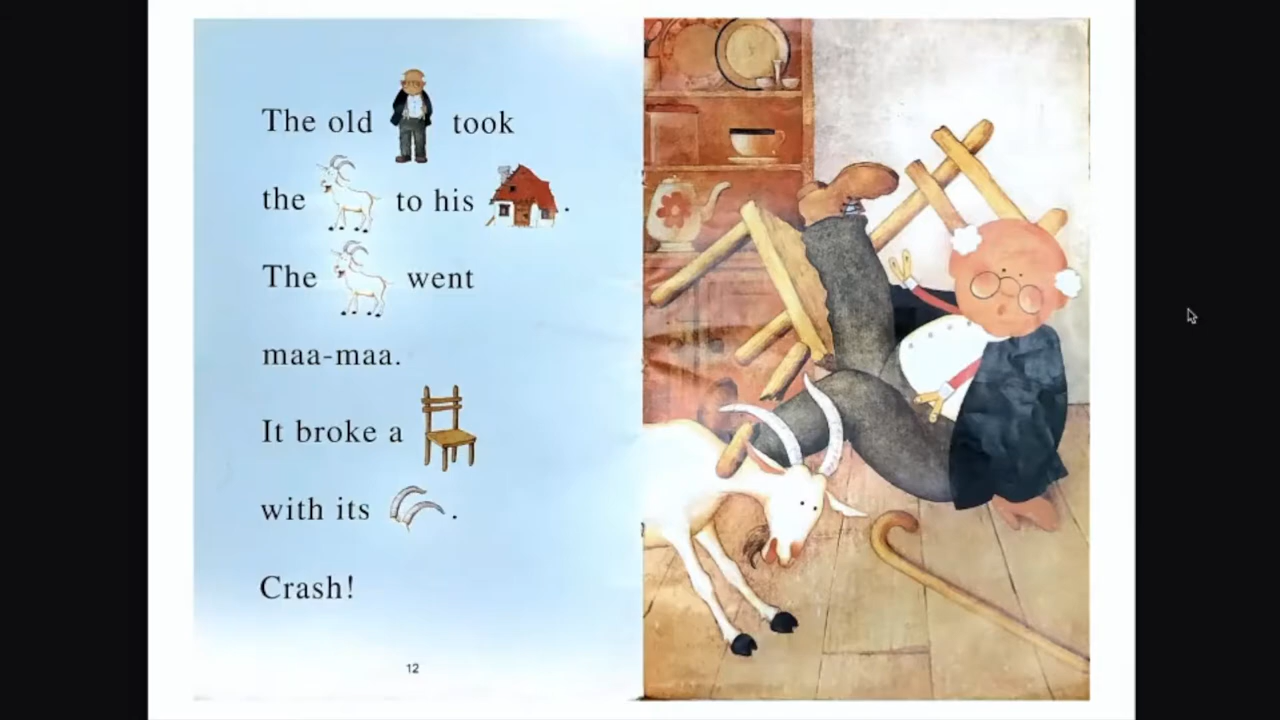 The old took
the to his .
The went
maa-maa.
It broke a
with its .
Crash!
12